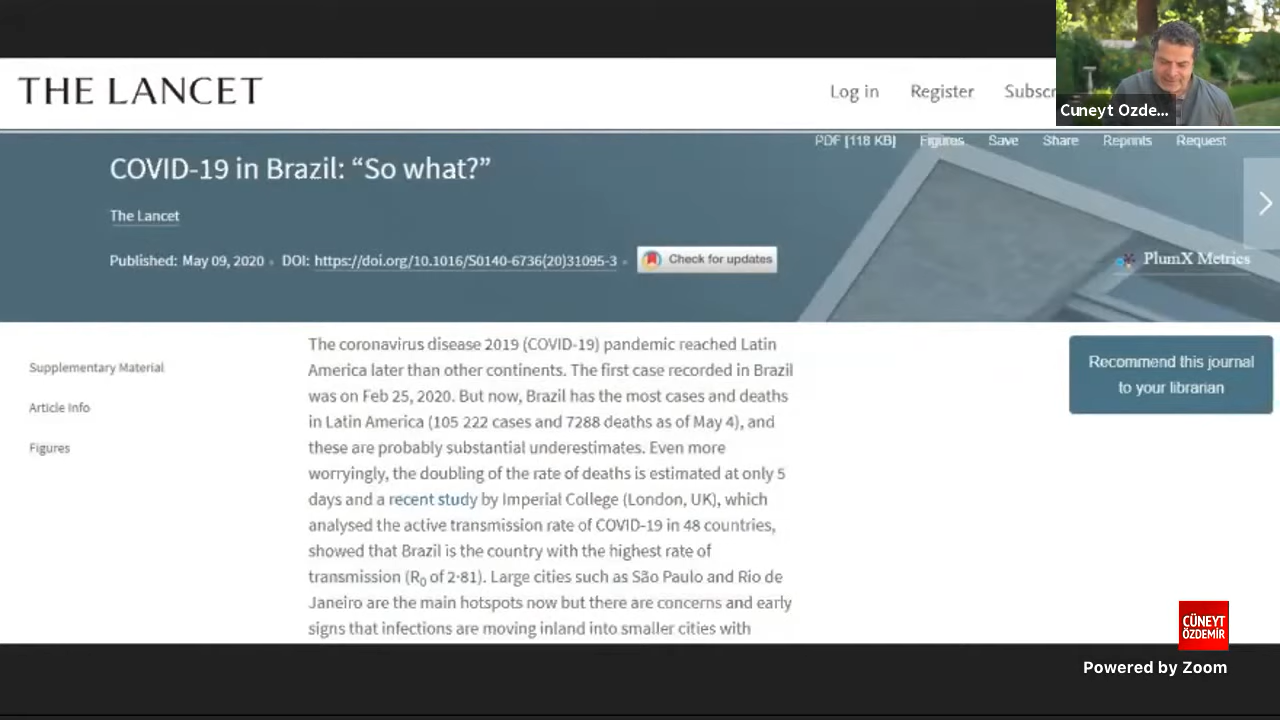 THE LANCET
Log in Register Subscr
Cuneyt Ozde...
PDF [118 KB] Figures Save Share Reprints Request
COVID-19 in Brazil: “So what?”
The Lancet
Published: May 09, 2020 • DOI: https://doi.org/10.1016/S0140-6736(20)31095-3 •
Check for updates
PlumX Metrics
Supplementary Material
Article Info
Figures
The coronavirus disease 2019 (COVID-19) pandemic reached Latin
America later than other continents. The first case recorded in Brazil
was on Feb 25, 2020. But now, Brazil has the most cases and deaths
in Latin America (105 222 cases and 7288 deaths as of May 4), and
these are probably substantial underestimates. Even more
worryingly, the doubling of the rate of deaths is estimated at only 5
days and a recent study by Imperial College (London, UK), which
analysed the active transmission rate of COVID-19 in 48 countries,
showed that Brazil is the country with the highest rate of
transmission (R0 of 2·81). Large cities such as São Paulo and Rio de
Janeiro are the main hotspots now but there are concerns and early
signs that infections are moving inland into smaller cities with
Recommend this journal
to your librarian
CÜNEYT
ÖZDEMİR
Powered by Zoom